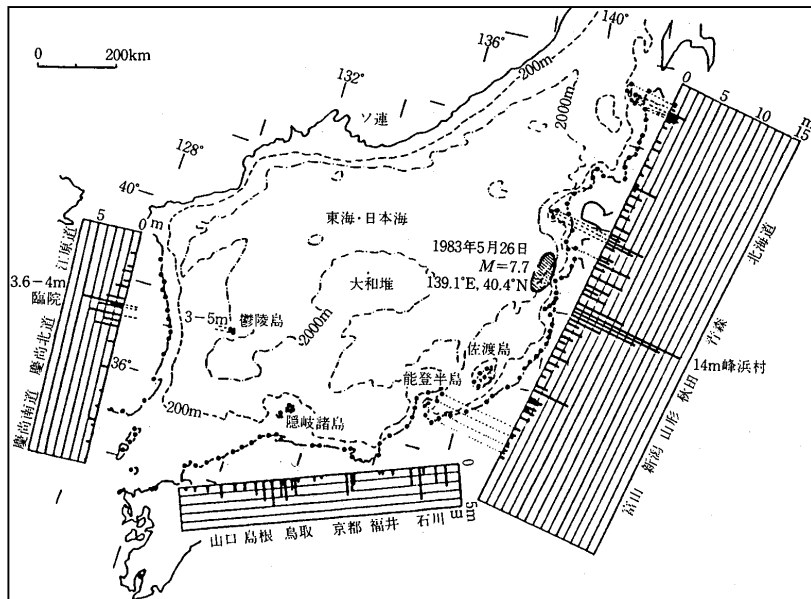 0 200km
128°
132°
136°
140°
40°
36°
ソ連
200m
2000m
東海・日本海
1983年5月26日
M=7.7
139.1°E, 40.4°N
大和堆
3-5m
鬱陵島
2000m
200m
隠岐諸島
能登半島
佐渡島
5 0 m
江原道
3.6-4m
臨院
慶尚北道
慶尚南道
0
5m
山口 島根 鳥取 京都 福井 石川
0 5 10 15 m
北海道
青森
14m峰浜村
秋田
山形
新潟
富山